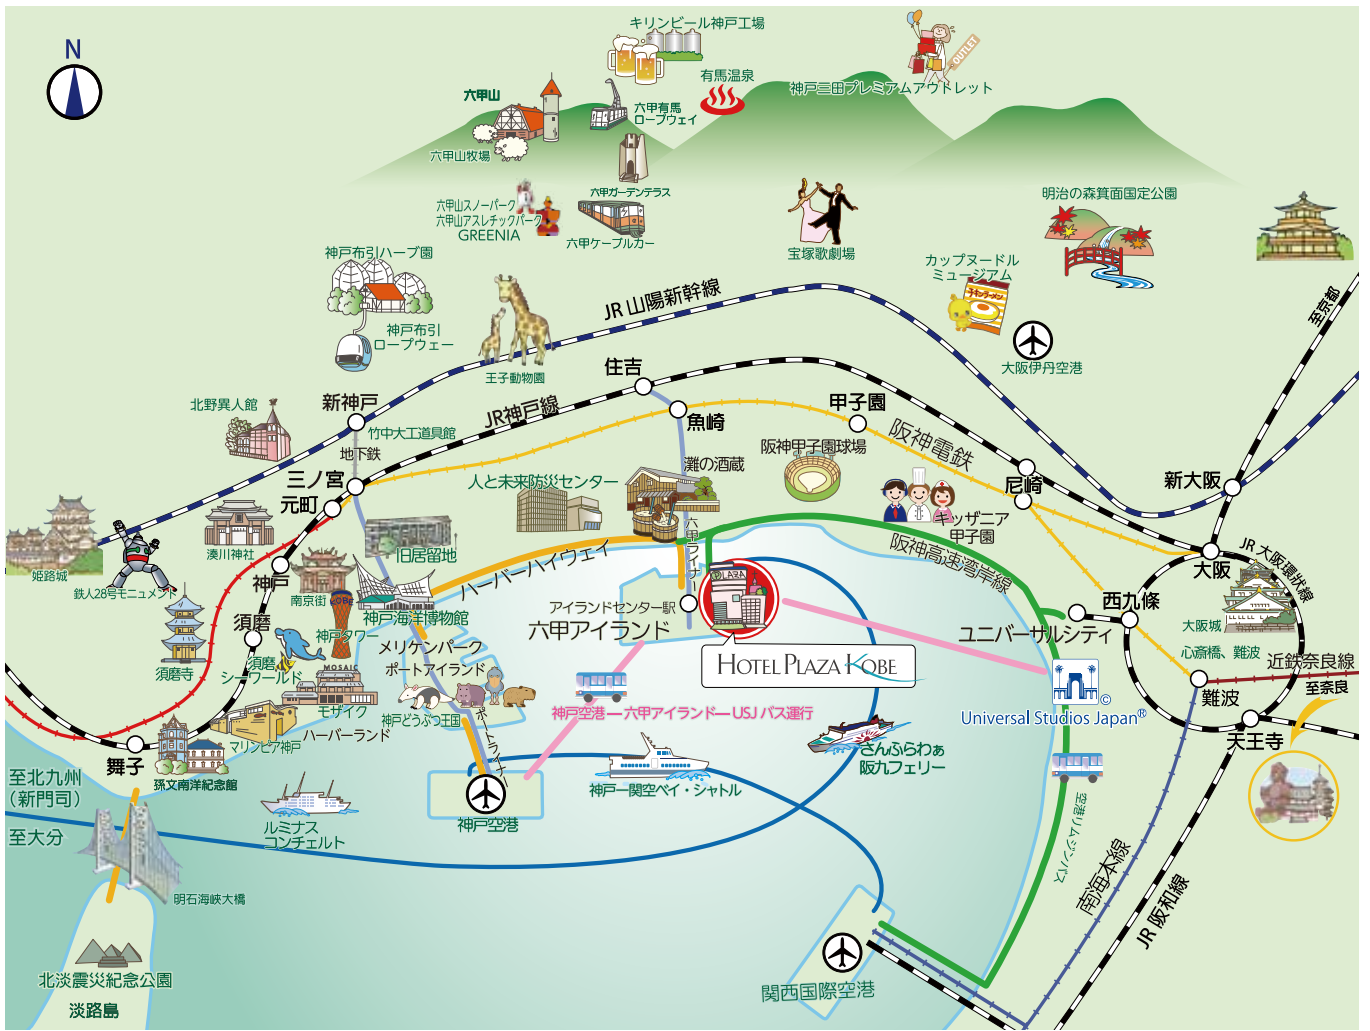 N
キリンビール神戸工場
有馬温泉
OUTLET
神戸三田プレミアムアウトレット
六甲山
六甲有馬
ロープウェイ
六甲山牧場
六甲ガーデンテラス
六甲山スノーパーク
六甲山アスレチックパーク
GREENIA
六甲ケーブルカー
宝塚歌劇場
明治の森箕面国定公園
カップヌードル
ミュージアム
チキンラーメン
大阪伊丹空港
至京都
神戸布引ハーブ園
神戸布引
ロープウェー
王子動物園
JR山陽新幹線
住吉
JR神戸線
魚崎
甲子園
阪神電鉄
北野異人館
新神戸
竹中大工道具館
地下鉄
三ノ宮
元町
人と未来防災センター
灘の酒蔵
阪神甲子園球場
キッザニア
甲子園
尼崎
新大阪
大阪
JR大阪環状線
姫路城
鉄人28号モニュメント
湊川神社
旧居留地
神戸
南京街
KOBE
神戸タワー
神戸海洋博物館
ハーバーハイウェイ
六甲ライナー
阪神高速湾岸線
PLAZA
アイランドセンター駅
六甲アイランド
HOTEL PLAZA KOBE
西九條
ユニバーサルシティ
大阪城
心斎橋、難波
近鉄奈良線
至奈良
難波
天王寺
須磨
須磨
シーワールド
須磨寺
MOSAIC
モザイク
ハーバーランド
マリンピア神戸
メリケンパーク
ポートアイランド
神戸どうぶつ王国
ポートライナー
神戸空港
神戸空港―六甲アイランド―USJ バス運行
Universal Studios Japan®
©
さんふらわぁ
阪九フェリー
神戸―関空ベイ・シャトル
舞子
孫文南洋紀念館
ルミナス
コンチェルト
至北九州
（新門司）
至大分
明石海峡大橋
北淡震災紀念公園
淡路島
空港リムジンバス
南海本線
JR阪和線
関西国際空港